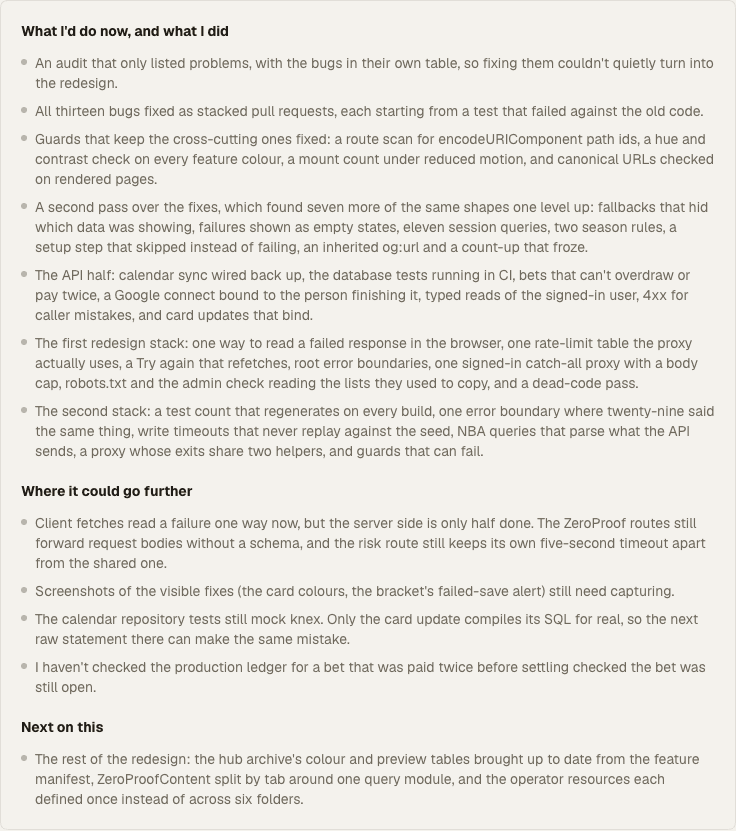 What I'd do now, and what I did
An audit that only listed problems, with the bugs in their own table, so fixing them couldn't quietly turn into
the redesign.
All thirteen bugs fixed as stacked pull requests, each starting from a test that failed against the old code.
Guards that keep the cross-cutting ones fixed: a route scan for encodeURIComponent path ids, a hue and
contrast check on every feature colour, a mount count under reduced motion, and canonical URLs checked
on rendered pages.
A second pass over the fixes, which found seven more of the same shapes one level up: fallbacks that hid
which data was showing, failures shown as empty states, eleven session queries, two season rules, a
setup step that skipped instead of failing, an inherited og:url and a count-up that froze.
The API half: calendar sync wired back up, the database tests running in CI, bets that can't overdraw or
pay twice, a Google connect bound to the person finishing it, typed reads of the signed-in user, 4xx for
caller mistakes, and card updates that bind.
The first redesign stack: one way to read a failed response in the browser, one rate-limit table the proxy
actually uses, a Try again that refetches, root error boundaries, one signed-in catch-all proxy with a body
cap, robots.txt and the admin check reading the lists they used to copy, and a dead-code pass.
The second stack: a test count that regenerates on every build, one error boundary where twenty-nine said
the same thing, write timeouts that never replay against the seed, NBA queries that parse what the API
sends, a proxy whose exits share two helpers, and guards that can fail.
Where it could go further
Client fetches read a failure one way now, but the server side is only half done. The ZeroProof routes still
forward request bodies without a schema, and the risk route still keeps its own five-second timeout apart
from the shared one.
Screenshots of the visible fixes (the card colours, the bracket's failed-save alert) still need capturing.
The calendar repository tests still mock knex. Only the card update compiles its SQL for real, so the next
raw statement there can make the same mistake.
I haven't checked the production ledger for a bet that was paid twice before settling checked the bet was
still open.
Next on this
The rest of the redesign: the hub archive's colour and preview tables brought up to date from the feature
manifest, ZeroProofContent split by tab around one query module, and the operator resources each
defined once instead of across six folders.